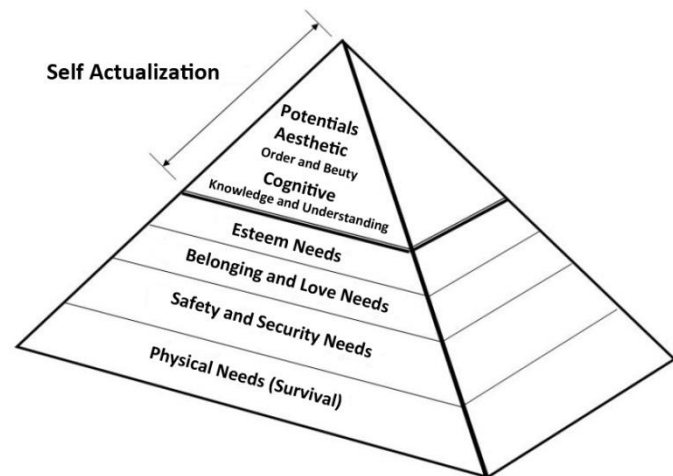 Self Actualization
Potentials
Aesthetic
Order and Beuty
Cognitive
Knowledge and Understanding
Esteem Needs
Belonging and Love Needs
Safety and Security Needs
Physical Needs (Survival)